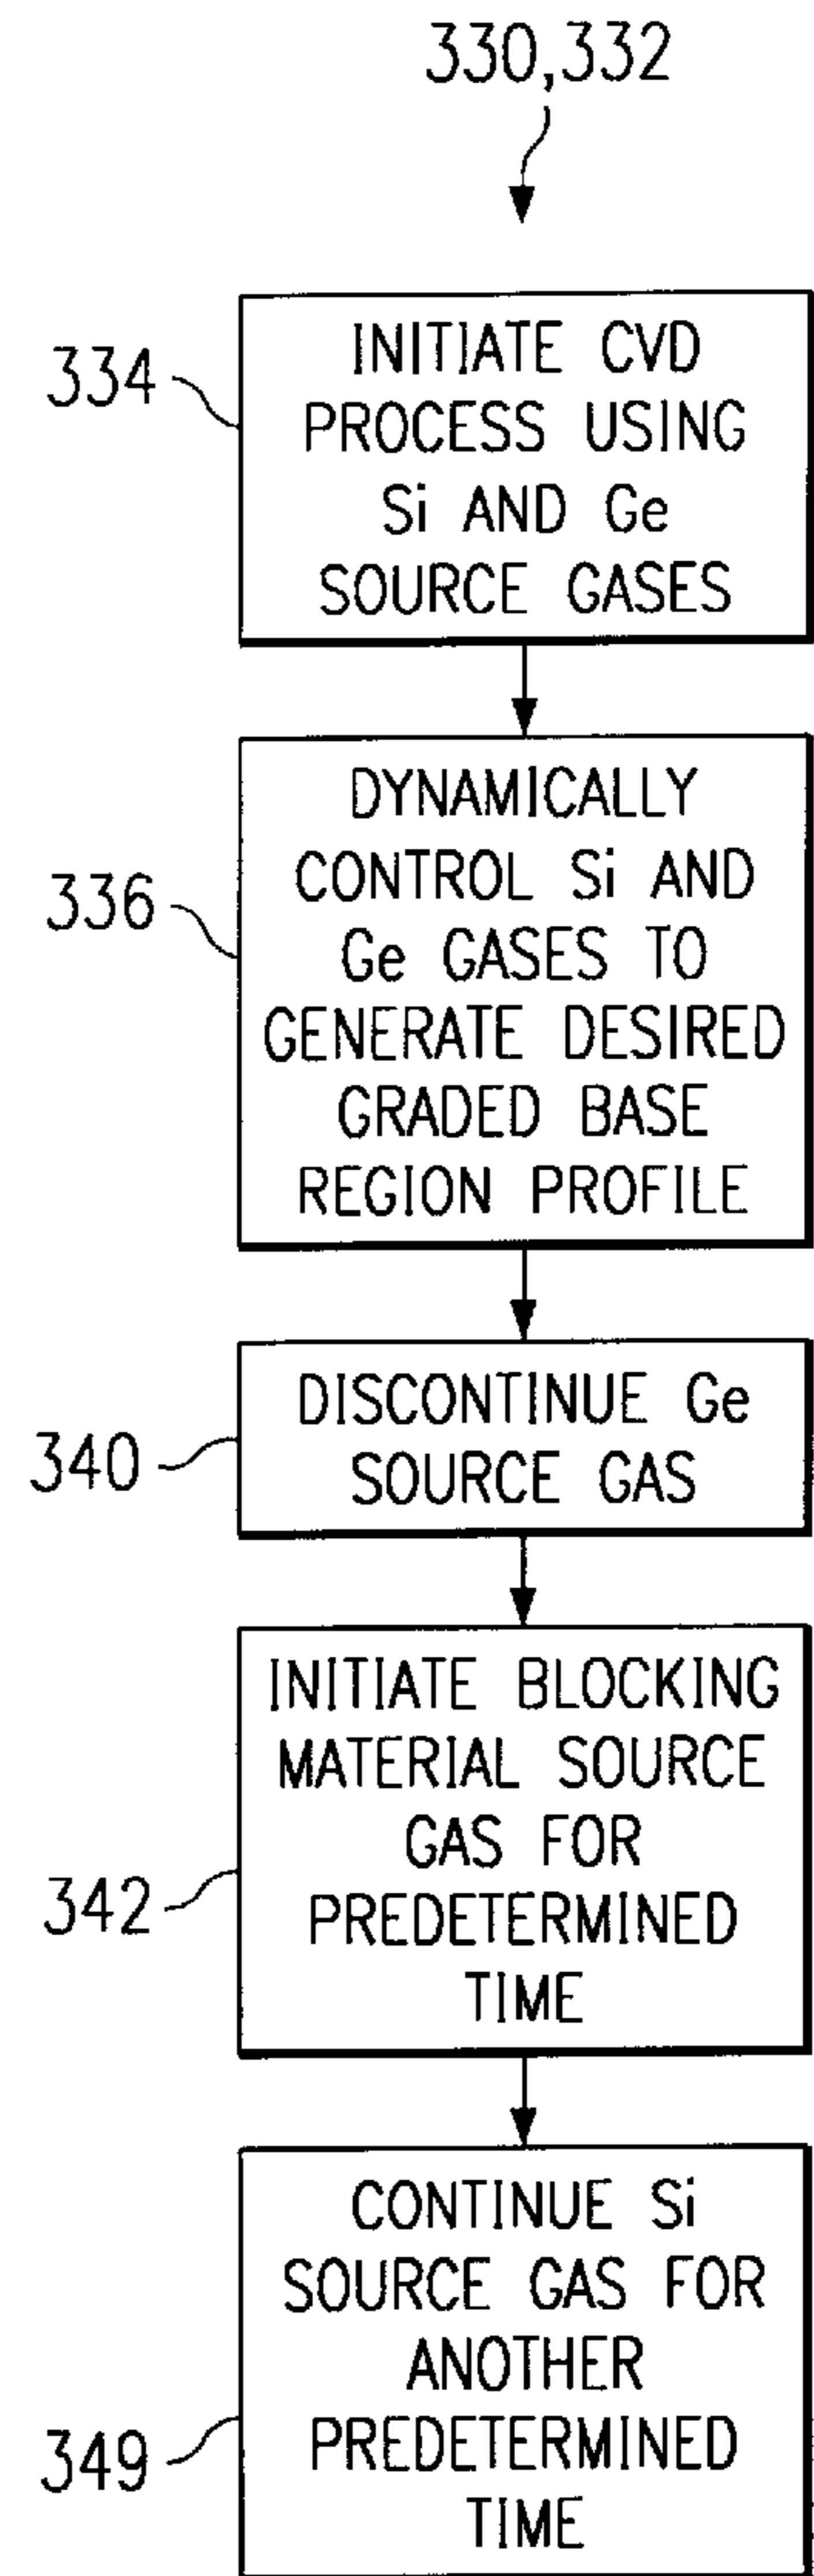 330,332
334
INITIATE CVD
PROCESS USING
Si AND Ge
SOURCE GASES
336
DYNAMICALLY
CONTROL Si AND
Ge GASES TO
GENERATE DESIRED
GRADED BASE
REGION PROFILE
340
DISCONTINUE Ge
SOURCE GAS
342
INITIATE BLOCKING
MATERIAL SOURCE
GAS FOR
PREDETERMINED
TIME
349
CONTINUE Si
SOURCE GAS FOR
ANOTHER
PREDETERMINED
TIME